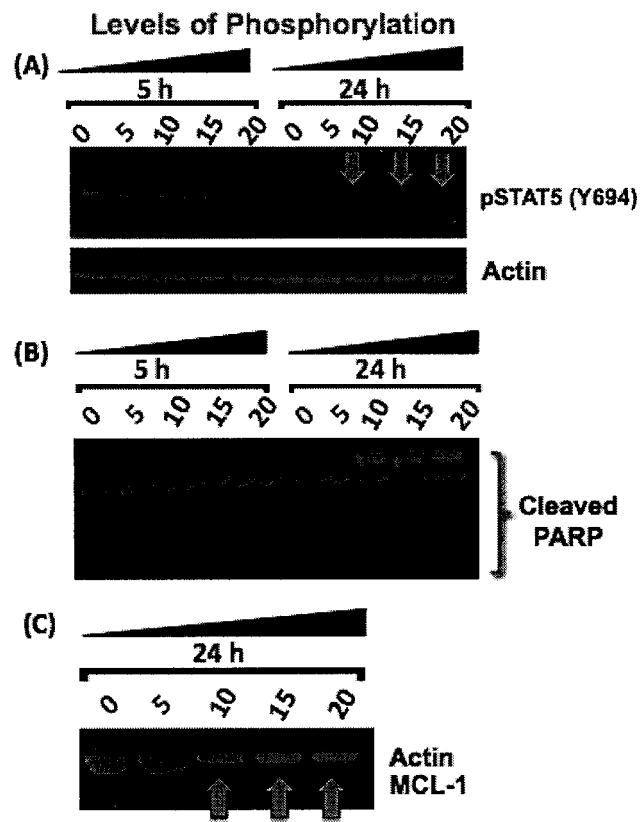 Levels of Phosphorylation
(A)
5 h 24 h
0 5 10 15 20 0 5 10 15 20
pSTAT5 (Y694)
Actin
(B)
5 h 24 h
0 5 10 15 20 0 5 10 15 20
Cleaved
PARP
(C)
24 h
0 5 10 15 20
Actin
MCL-1